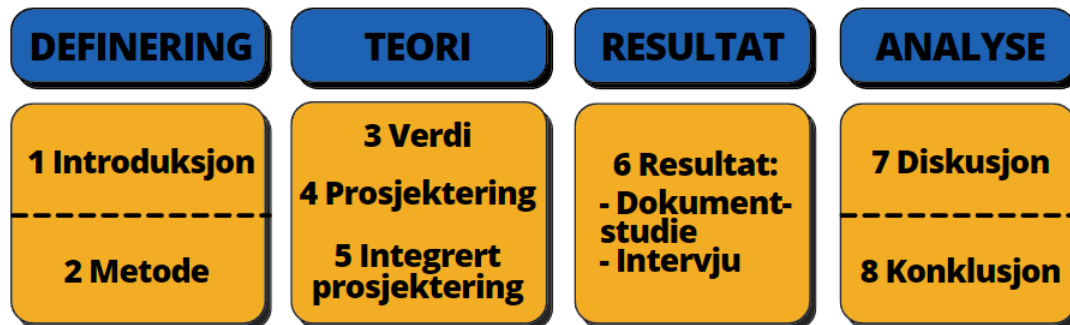 DEFINERING
TEORI
RESULTAT
ANALYSE
1 Introduksjon
2 Metode
3 Verdi
4 Prosjektering
5 Integrert
prosjektering
6 Resultat:
- Dokument-
studie
- Intervju
7 Diskusjon
8 Konklusjon